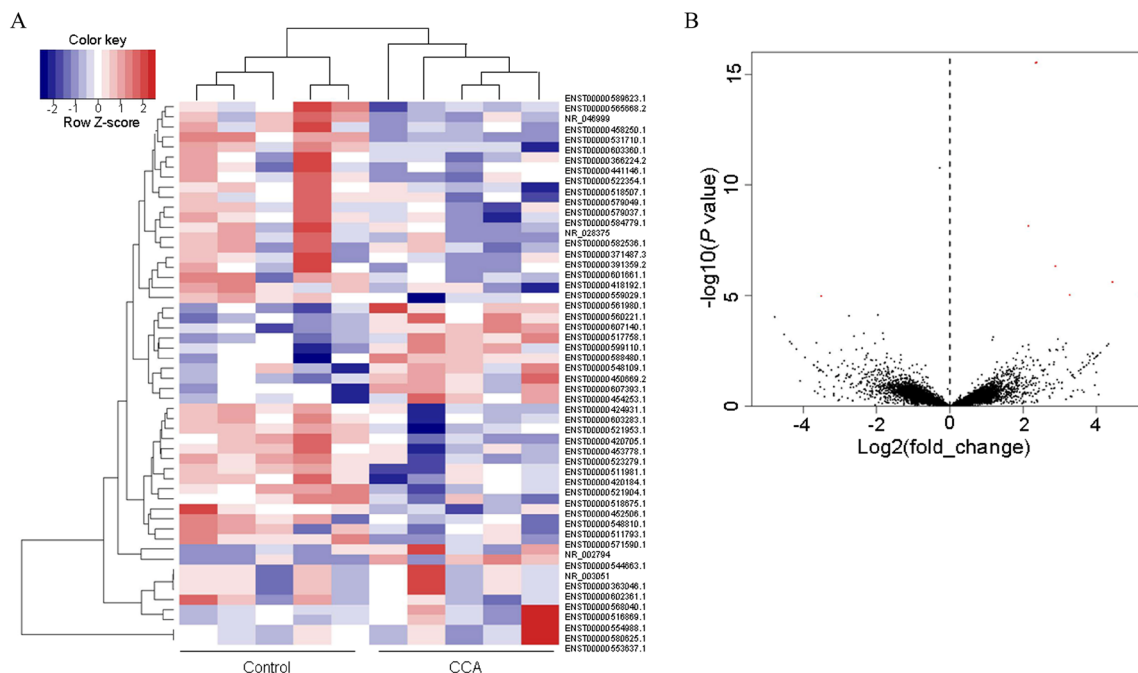 A
Color key
-2 -1 0 1 2
Row Z-score
ENST00000589623.1
ENST00000565668.2
NR_046999
ENST00000458250.1
ENST00000531710.1
ENST00000603360.1
ENST00000366224.2
ENST00000441146.1
ENST00000522354.1
ENST00000518507.1
ENST00000579049.1
ENST00000579037.1
ENST00000584779.1
NR_028375
ENST00000582536.1
ENST00000371487.3
ENST00000391359.2
ENST00000601661.1
ENST00000418192.1
ENST00000559029.1
ENST00000561980.1
ENST00000560221.1
ENST00000607140.1
ENST00000517758.1
ENST00000599110.1
ENST00000588480.1
ENST00000548109.1
ENST00000450669.2
ENST00000607393.1
ENST00000454253.1
ENST00000424931.1
ENST00000603283.1
ENST00000521953.1
ENST00000420705.1
ENST00000453778.1
ENST00000523279.1
ENST00000511981.1
ENST00000420184.1
ENST00000521904.1
ENST00000518675.1
ENST00000452506.1
ENST00000548810.1
ENST00000511793.1
ENST00000571590.1
NR_002794
ENST00000544663.1
NR_003051
ENST00000363046.1
ENST00000602361.1
ENST00000568040.1
ENST00000516869.1
ENST00000554988.1
ENST00000580625.1
ENST00000553637.1
Control
CCA
B
-log10(P value)
15
10
5
0
-4 -2 0 2 4
Log2(fold_change)